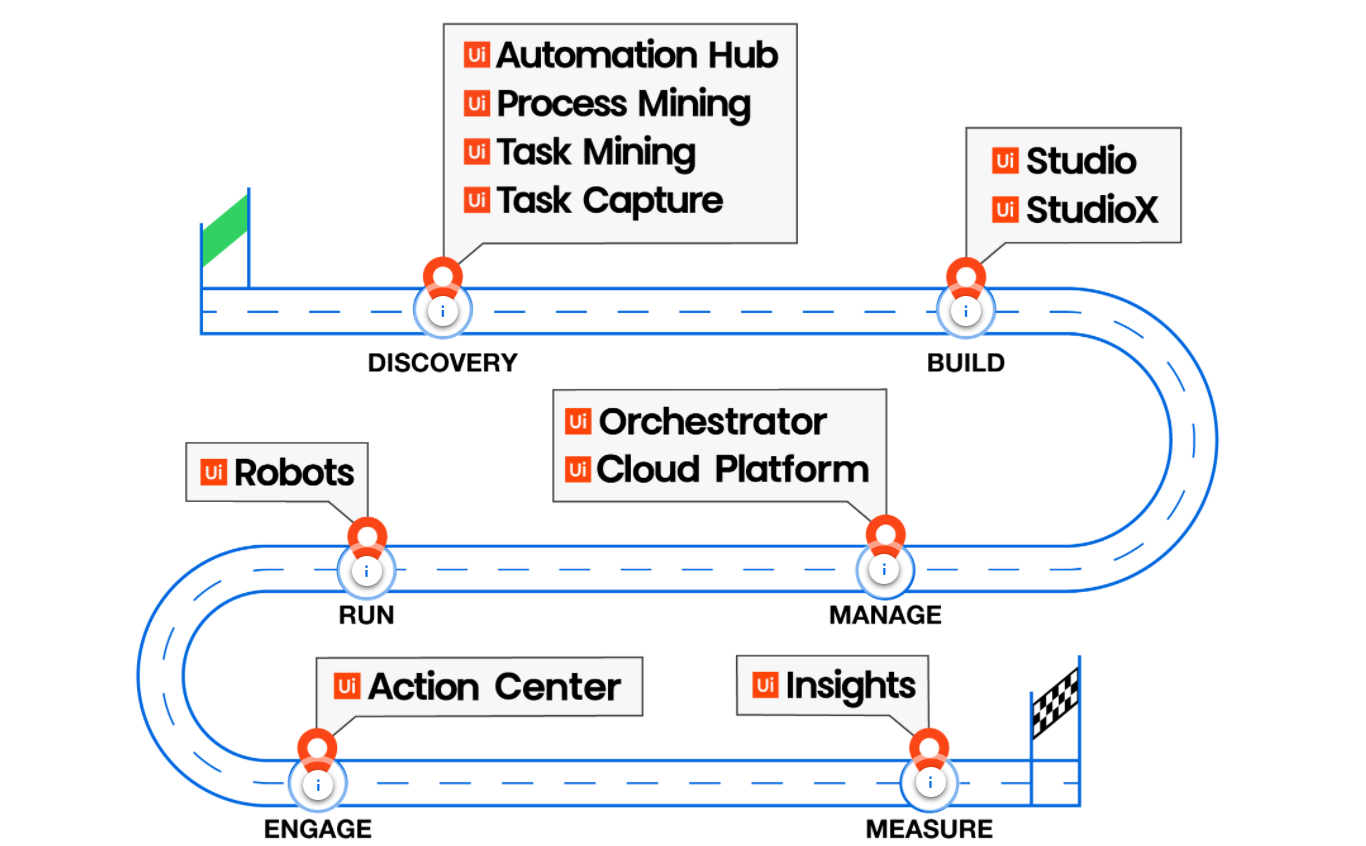 Ui Automation Hub
Ui Process Mining
Ui Task Mining
Ui Task Capture
Ui Studio
Ui StudioX
i
i
DISCOVERY
BUILD
Ui Orchestrator
Ui Cloud Platform
Ui Robots
i
i
RUN
MANAGE
Ui Action Center
Ui Insights
i
i
ENGAGE
MEASURE